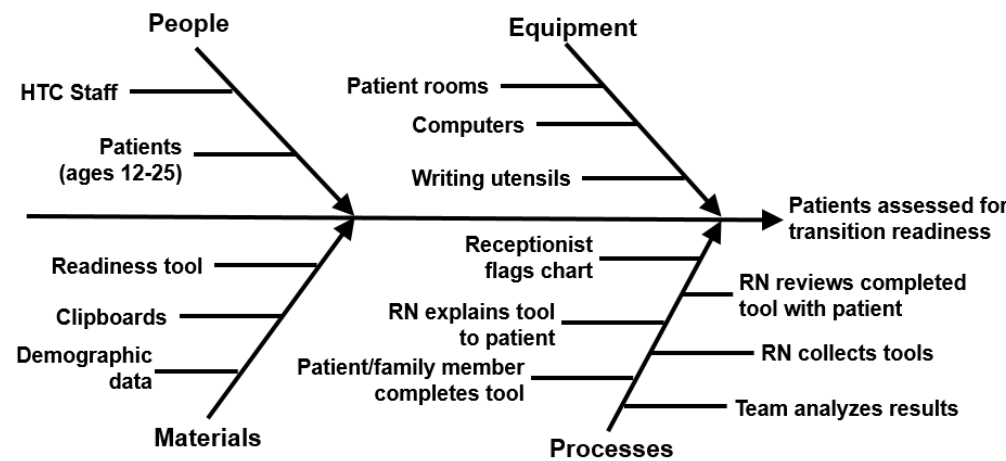 People
Equipment
HTC Staff
Patient rooms
Computers
Patients
(ages 12-25)
Writing utensils
Patients assessed for
transition readiness
Readiness tool
Clipboards
Demographic
data
Materials
Receptionist
flags chart
RN explains tool
to patient
Patient/family member
completes tool
RN reviews completed
tool with patient
RN collects tools
Team analyzes results
Processes